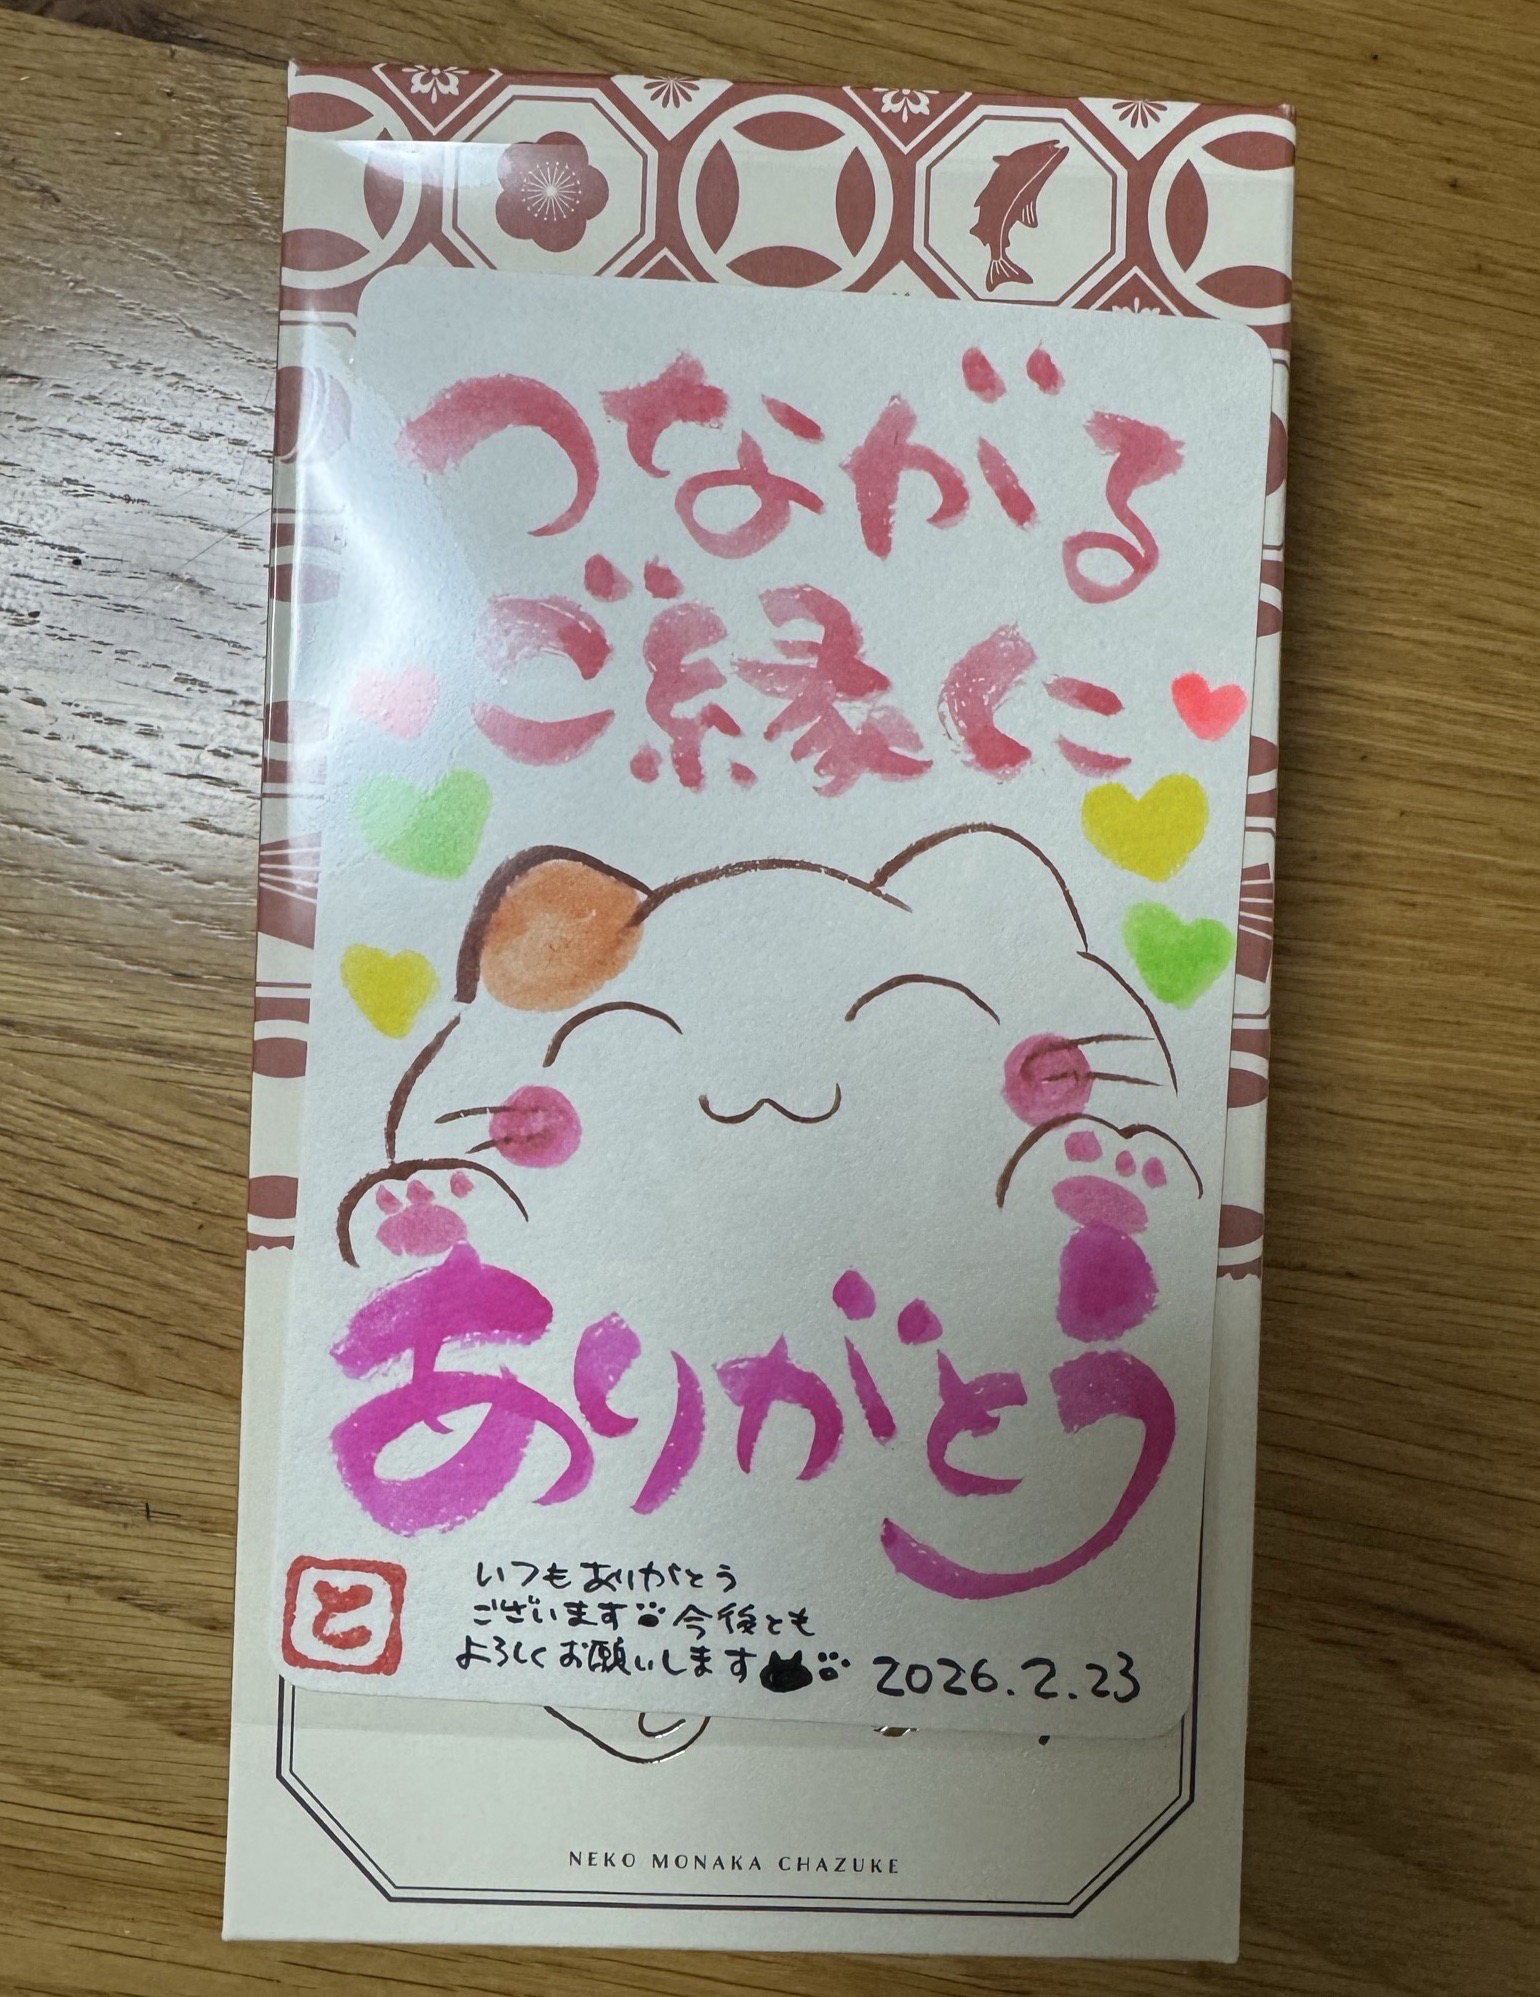 つながる
ご縁に
ありがとう
と
いつもありがとう
ございます 今後とも
よろしくお願いします
2026.2.23
NEKO MONAKA CHAZUKE